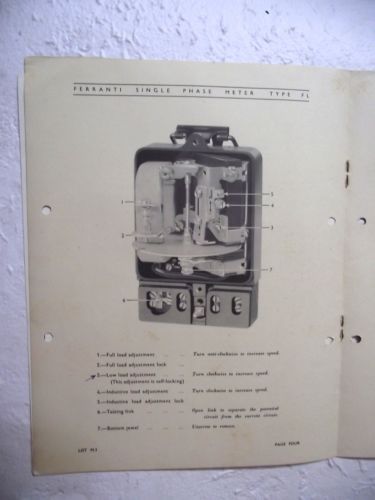 FERRANTI SINGLE PHASE METER TYPE FL
1
2
6
5
4
3
7
1.—Full load adjustment ... ... Turn anti-clockwise to increase speed.
2.—Full load adjustment lock ...
3.—Low load adjustment ... ... Turn clockwise to increase speed.
(This adjustment is self-locking)
4.—Inductive load adjustment ... Turn clockwise to increase speed.
5.—Inductive load adjustment lock
6.—Testing link ... ... Open link to separate the potential
circuit from the current circuit.
7.—Bottom jewel ... ... Unscrew to remove.
LIST
PAGE FOUR